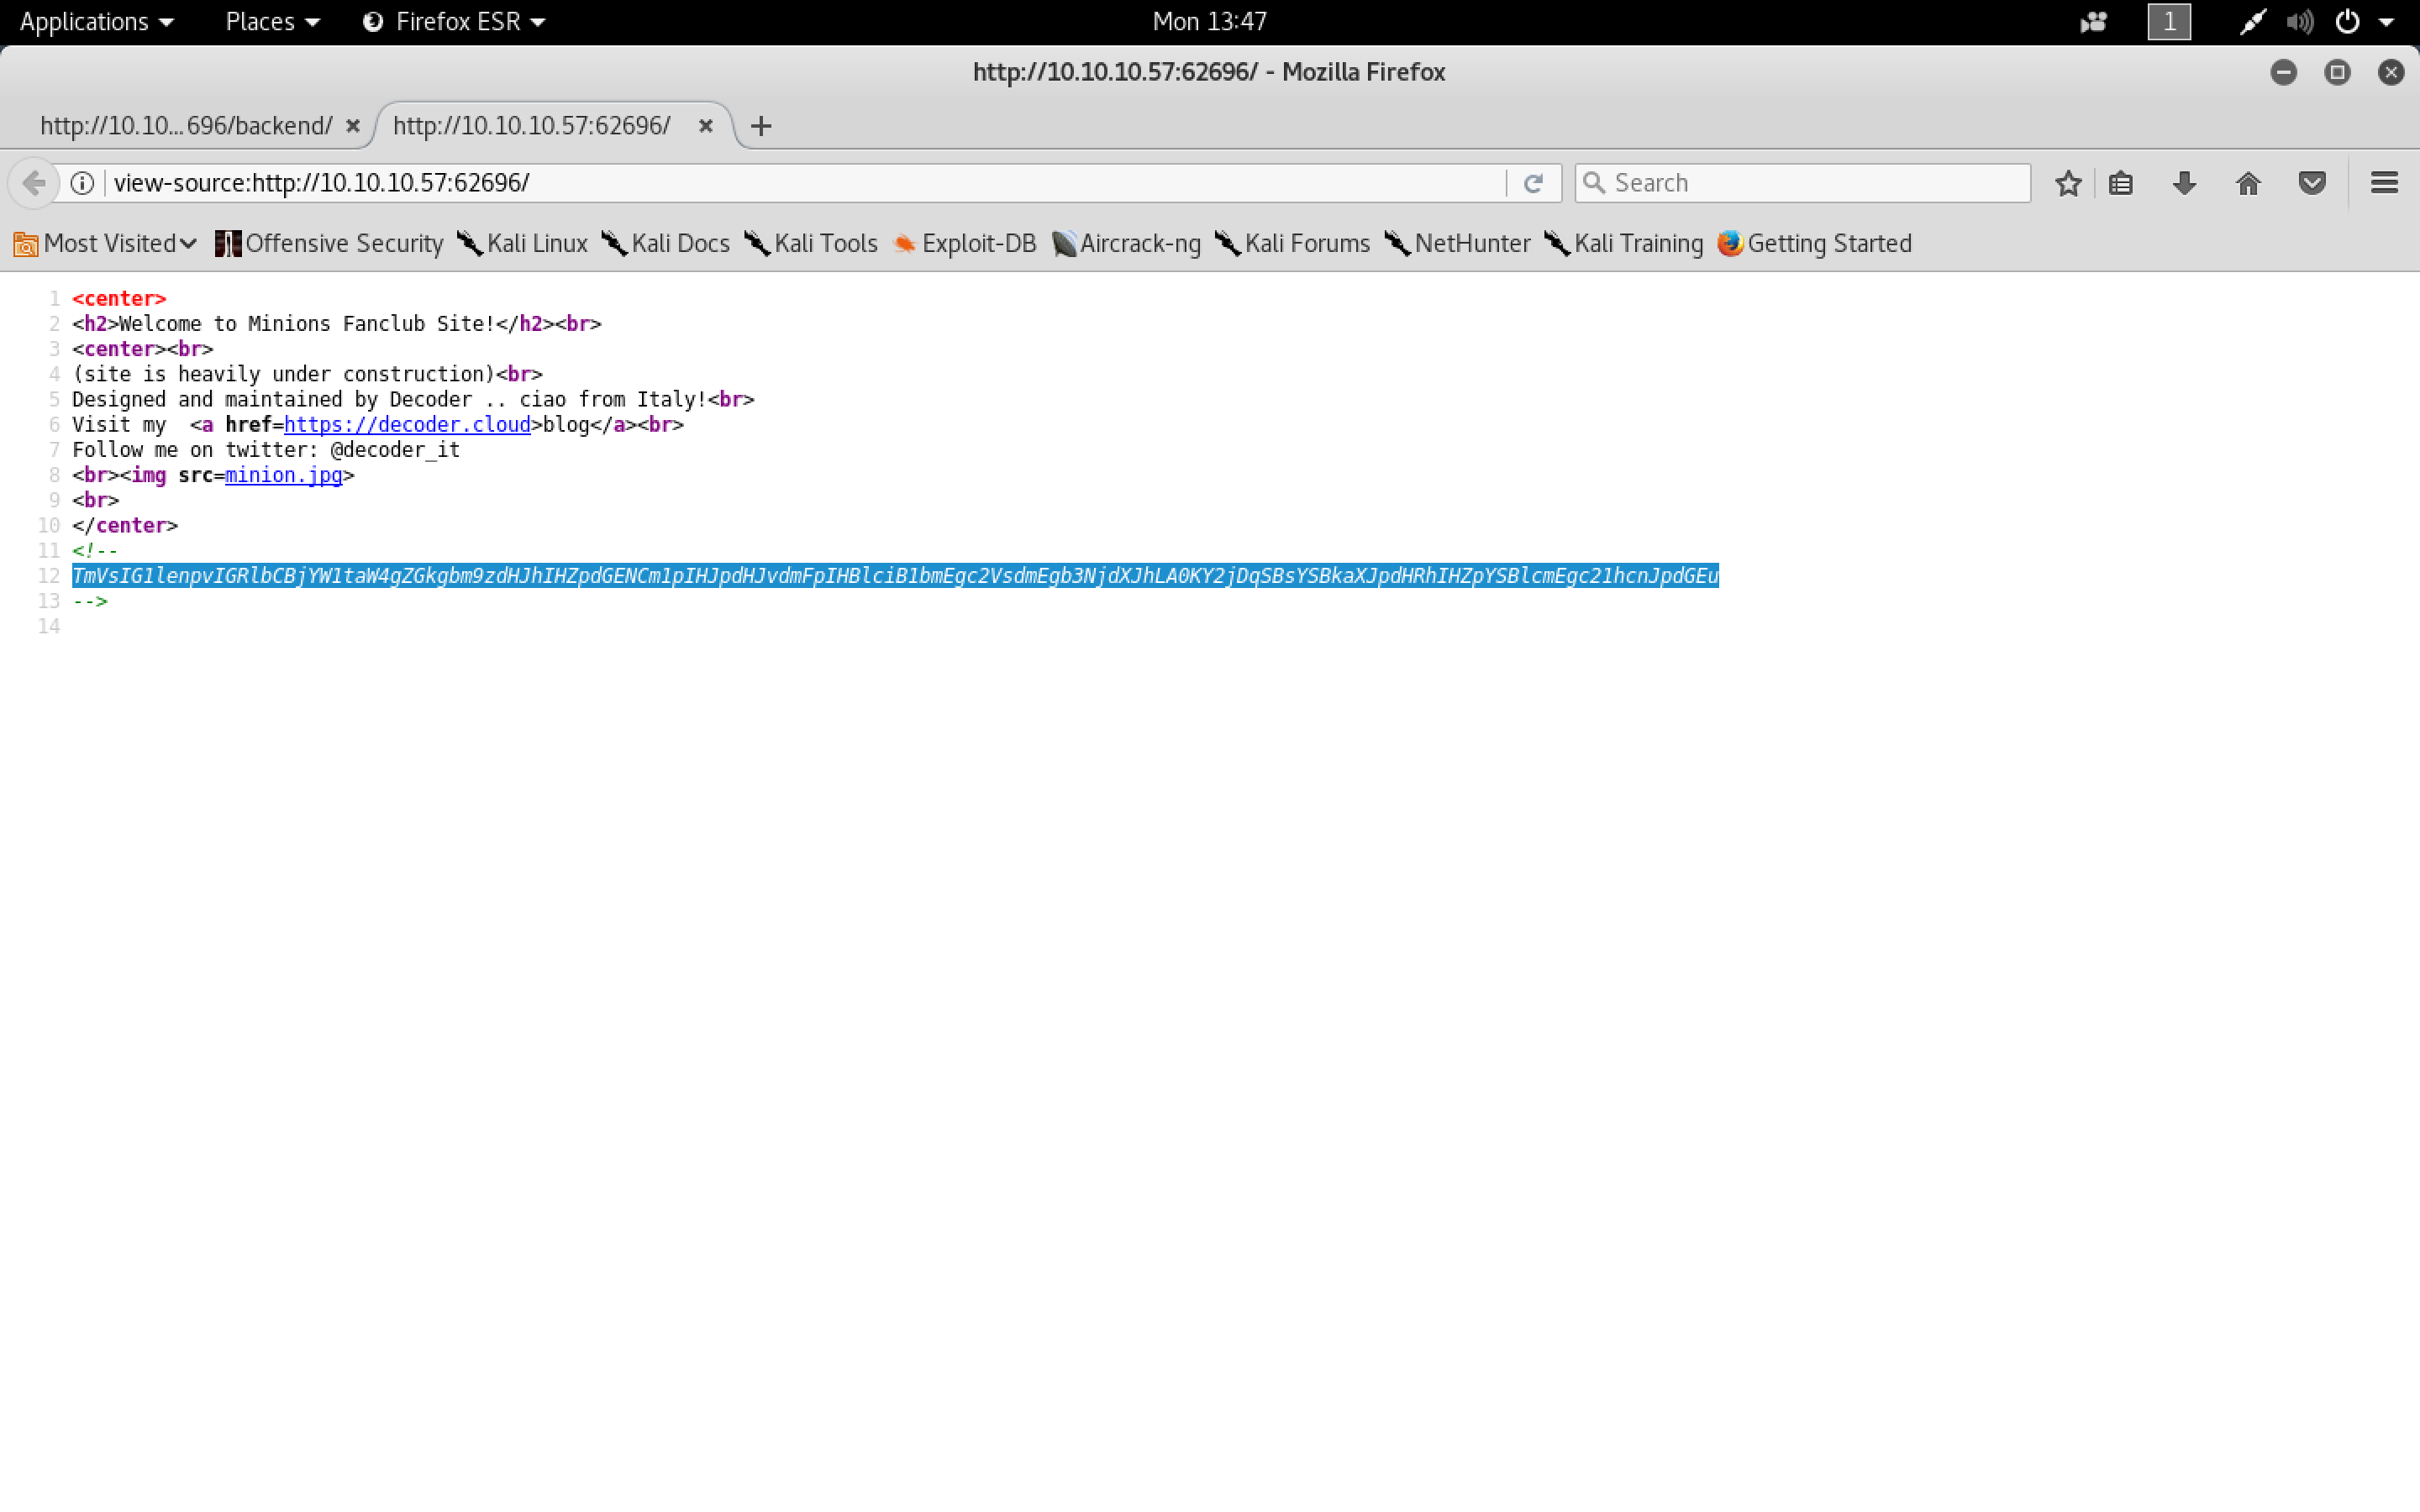 Applications Places Firefox ESR Mon 13:47 1
http://10.10.10.57:62696/ - Mozilla Firefox
http://10.10...696/backend/ http://10.10.10.57:62696/
view-source:http://10.10.10.57:62696/ Search
Most Visited Offensive Security Kali Linux Kali Docs Kali Tools Exploit-DB Aircrack-ng Kali Forums NetHunter Kali Training Getting Started
1 <center>
2 <h2>Welcome to Minions Fanclub Site!</h2><br>
3 <center><br>
4 (site is heavily under construction)<br>
5 Designed and maintained by Decoder .. ciao from Italy!<br>
6 Visit my  <a href=https://decoder.cloud>blog</a><br>
7 Follow me on twitter: @decoder_it
8 <br><img src=minion.jpg>
9 <br>
10 </center>
11 <!--
12 TmVsIG1lenpvIGRlbCBjYW1taW4gZGkgbm9zdHJhIHZpdGENCm1pIHJpdHJvdmFpIHBlciB1bmEgc2VsdmEgb3NjdXJhLA0KY2jDqSBsYSBkaXJpdHRhIHZpYSBlcmEgc21hcnJpdGEu
13 -->
14